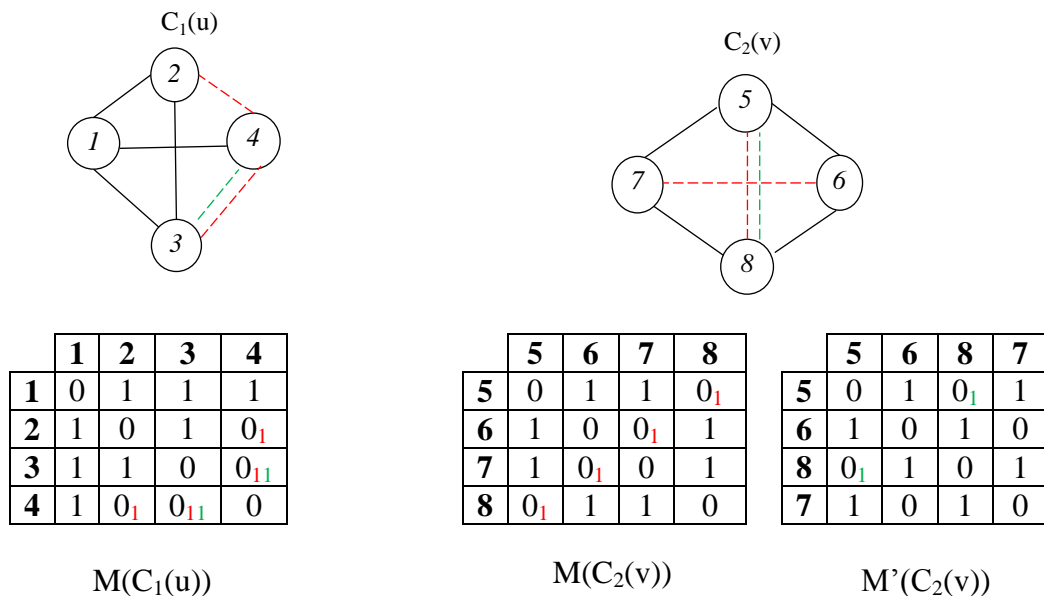 C₁(u)
C₂(v)
2
1
4
3
5
7
6
8
1 2 3 4
1 0 1 1 1
2 1 0 1 0₁
3 1 1 0 0₁₁
4 1 0₁ 0₁₁ 0
M(C₁(u))
5 6 7 8
5 0 1 1 0₁
6 1 0 0₁ 1
7 1 0₁ 0 1
8 0₁ 1 1 0
M(C₂(v))
5 6 8 7
5 0 1 0₁ 1
6 1 0 1 0
8 0₁ 1 0 1
7 1 0 1 0
M’(C₂(v))